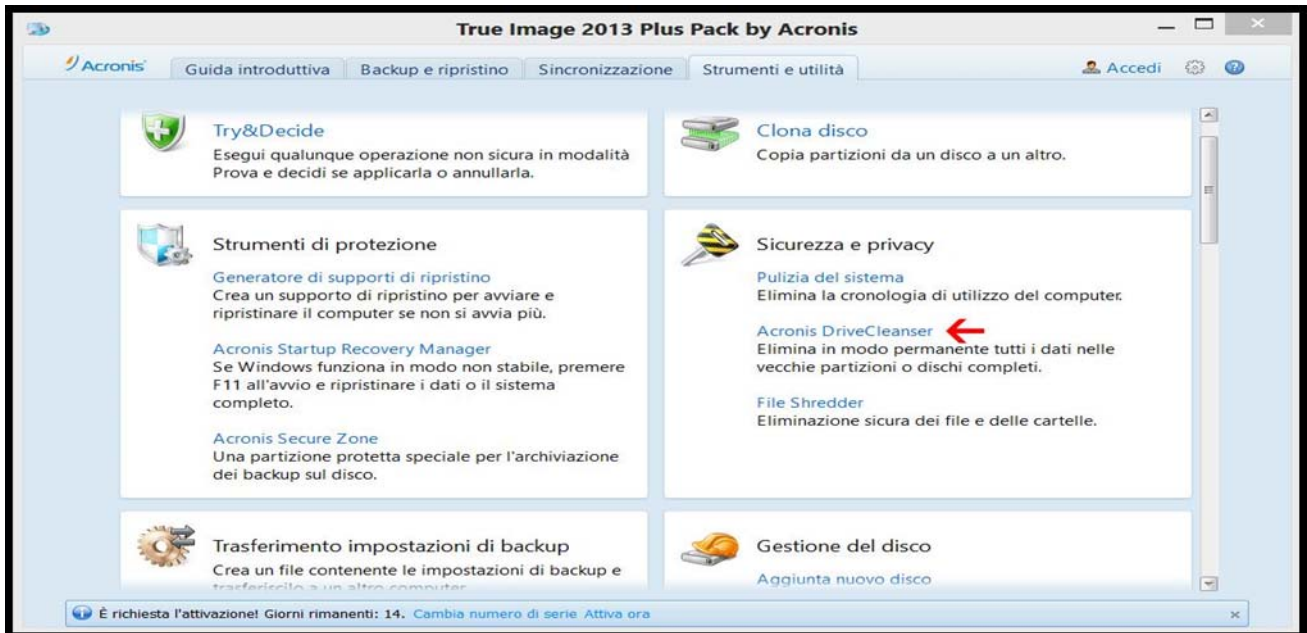 True Image 2013 Plus Pack by Acronis
Acronis
Guida introduttiva
Backup e ripristino
Sincronizzazione
Strumenti e utilità
Accedi
Try&Decide
Esegui qualunque operazione non sicura in modalità
Prova e decidi se applicarla o annullarla.
Clona disco
Copia partizioni da un disco a un altro.
Strumenti di protezione
Generatore di supporti di ripristino
Crea un supporto di ripristino per avviare e
ripristinare il computer se non si avvia
più.
Acronis Startup Recovery Manager
Se Windows funziona in modo non stabile, premere
F11 all'avvio e ripristinare i dati o il sistema
completo.
Acronis Secure Zone
Una partizione protetta speciale per l'archiviazione
dei backup sul disco.
Sicurezza e privacy
Pulizia del sistema
Elimina la cronologia di utilizzo del computer.
Acronis DriveCleanser
Elimina in modo permanente tutti i dati nelle
vecchie partizioni o dischi completi.
File Shredder
Eliminazione sicura dei file e delle cartelle.
Trasferimento impostazioni di backup
Crea un file contenente le impostazioni di backup e
trasferiscilo a un altro computer
Gestione del disco
Aggiunta nuovo disco
È richiesta l'attivazione! Giorni rimanenti: 14. Cambia numero di serie Attiva ora